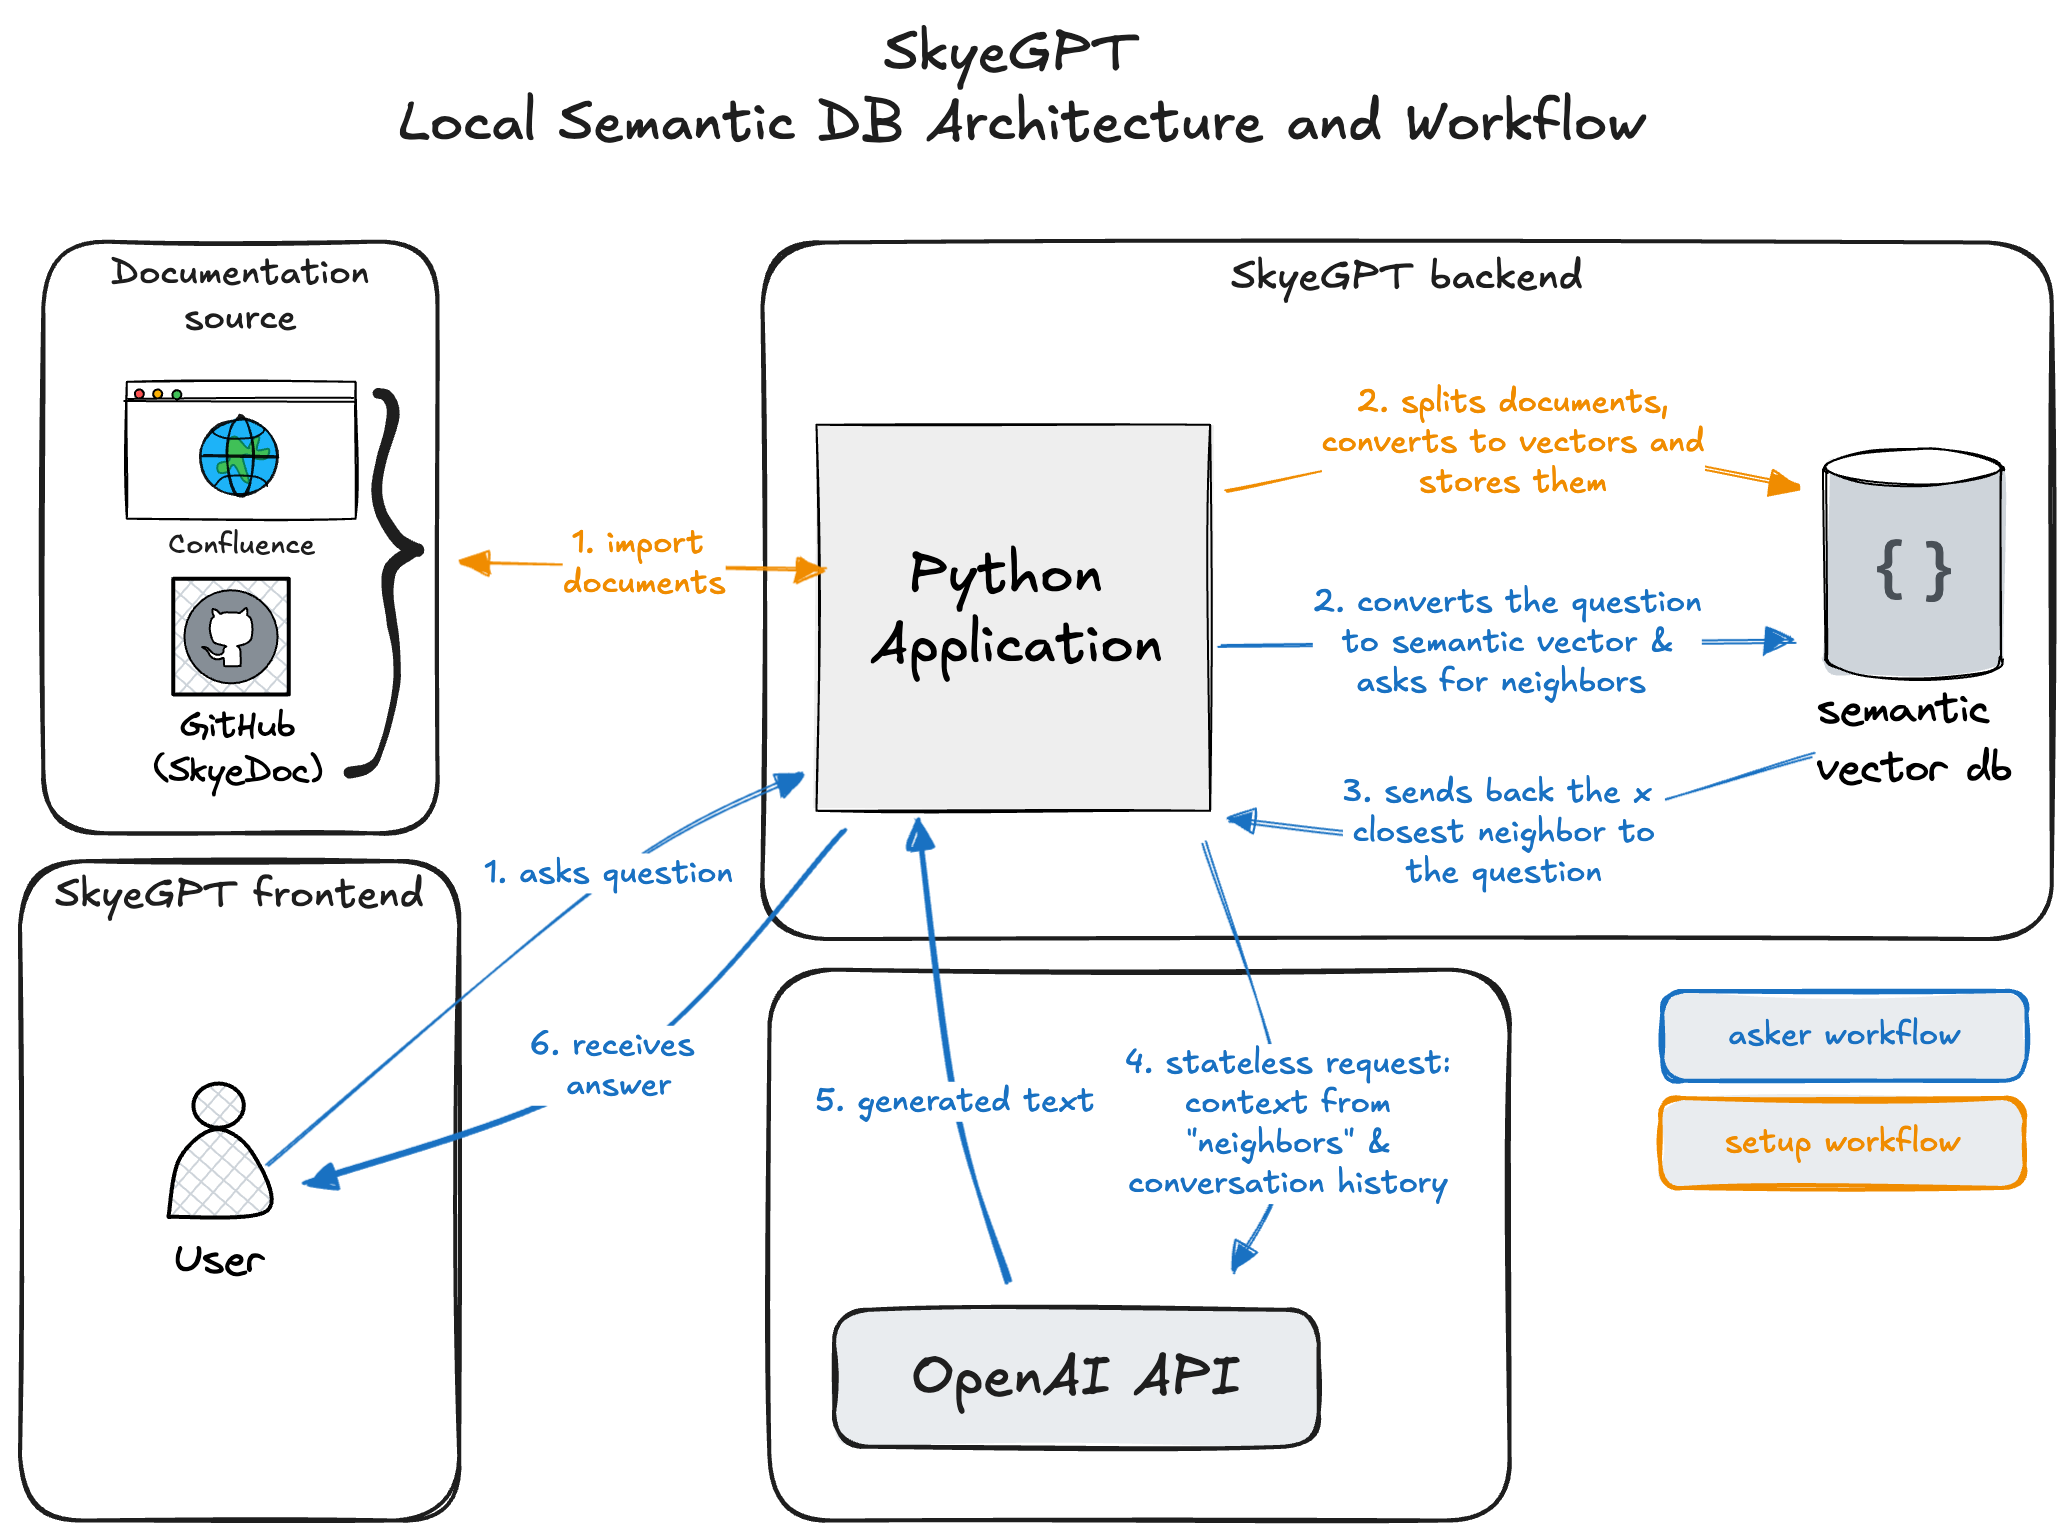 SkyeGPT
Local Semantic DB Architecture and Workflow
Documentation
source
Confluence
GitHub
(SkyeDoc)
1. import
documents
SkyeGPT backend
Python
Application
2. splits documents,
converts to vectors and
stores them
2. converts the question
to semantic vector &
asks for neighbors
{ }
semantic
vector db
3. sends back the x
closest neighbor to
the question
SkyeGPT frontend
1. asks question
6. receives
answer
User
5. generated text
4. stateless request:
context from
"neighbors" &
conversation history
OpenAI API
asker workflow
setup workflow